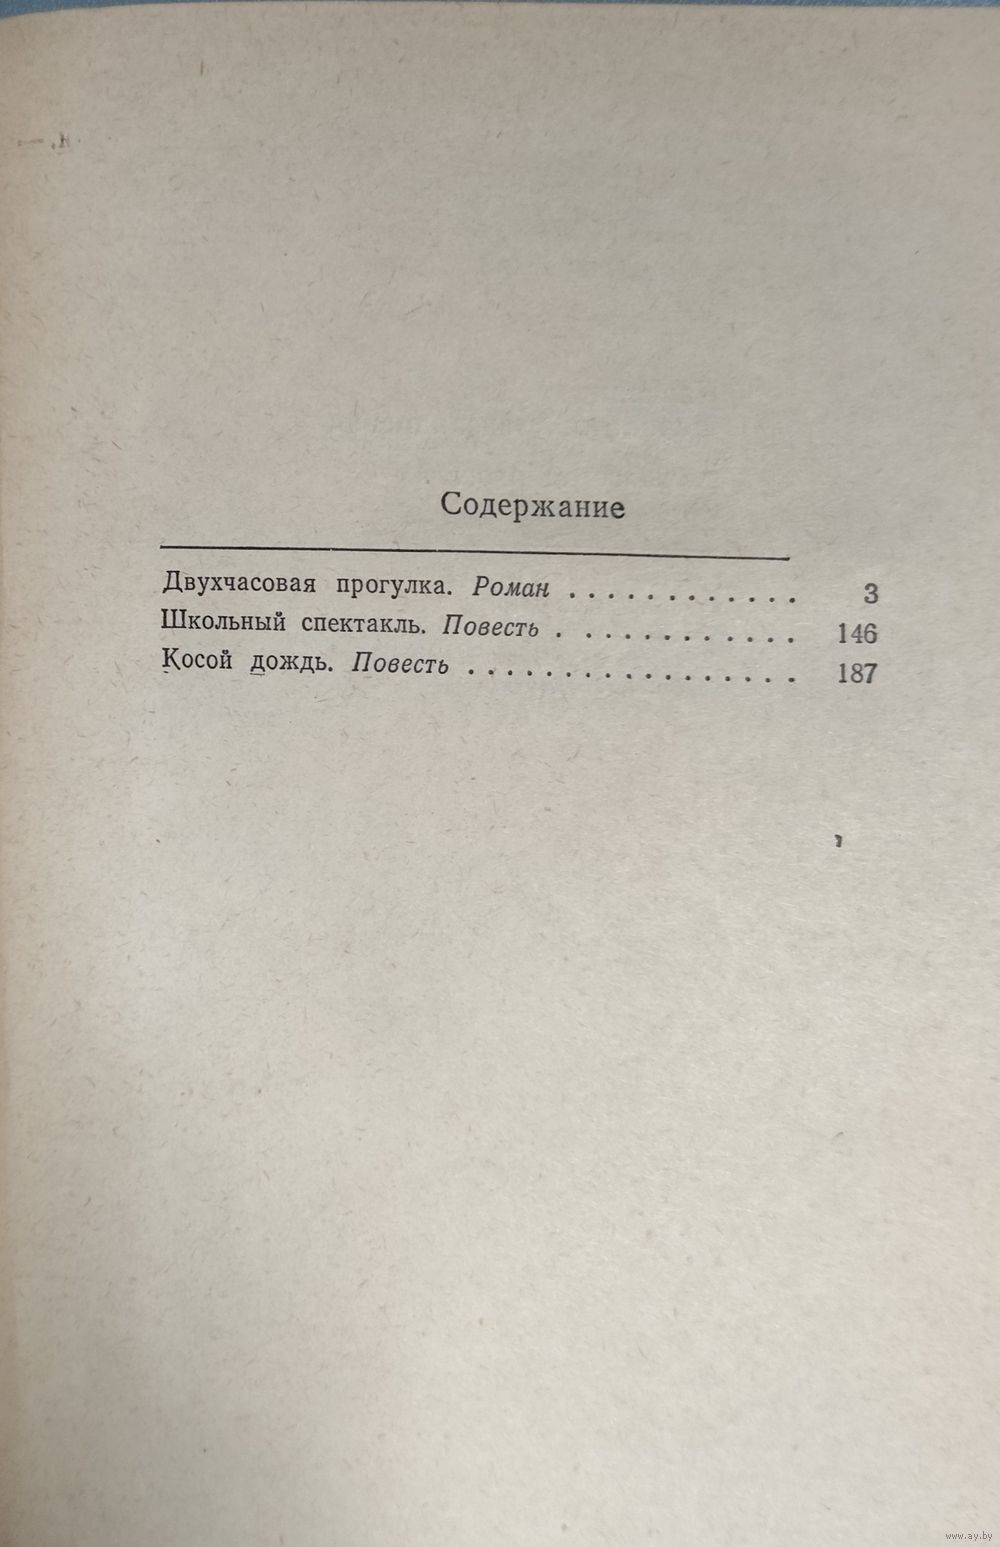 Содержание
Двухчасовая прогулка. Роман . . . . . . . . . . . . 3
Школьный спектакль. Повесть . . . . . . . . . . . . 146
Косой дождь. Повесть . . . . . . . . . . . . . . . . . 187
www.ay.by